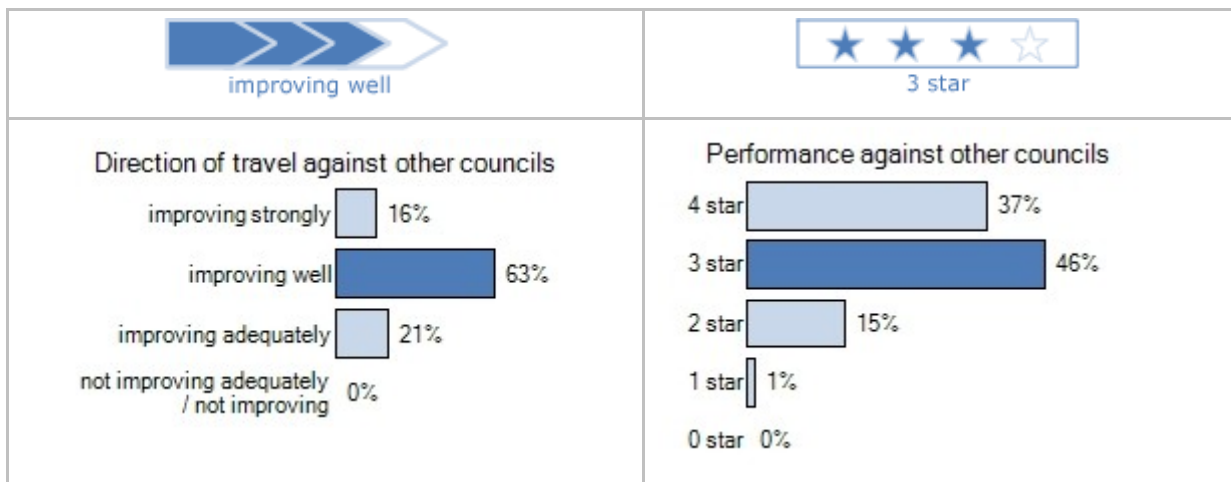 improving well
3 star
Direction of travel against other councils
improving strongly 16%
improving well 63%
improving adequately 21%
not improving adequately
/ not improving 0%
Performance against other councils
4 star 37%
3 star 46%
2 star 15%
1 star 1%
0 star 0%